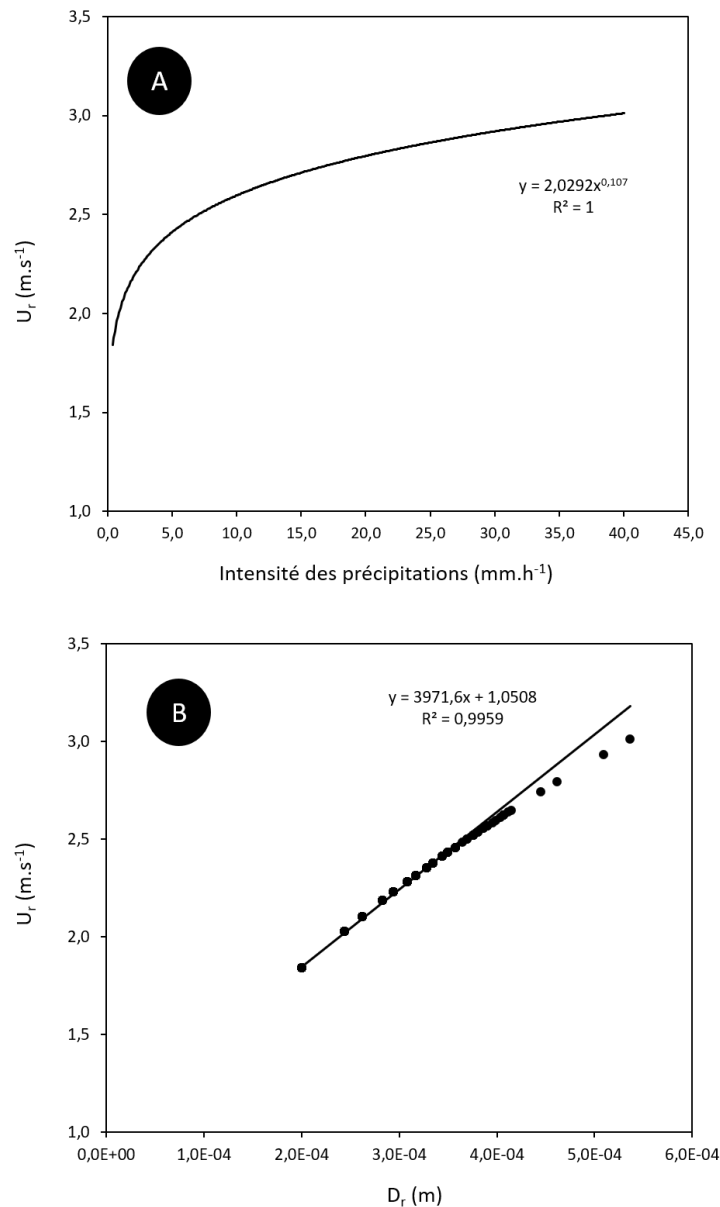 3,5
A
3,0
y = 2,0292x^0,107
R² = 1
2,5
U_r (m.s⁻¹)
2,0
1,5
1,0
0,0 5,0 10,0 15,0 20,0 25,0 30,0 35,0 40,0 45,0
Intensité des précipitations (mm.h⁻¹)
3,5
B
y = 3971,6x + 1,0508
R² = 0,9959
3,0
2,5
U_r (m.s⁻¹)
2,0
1,5
1,0
0,0E+00 1,0E-04 2,0E-04 3,0E-04 4,0E-04 5,0E-04 6,0E-04
D_r (m)